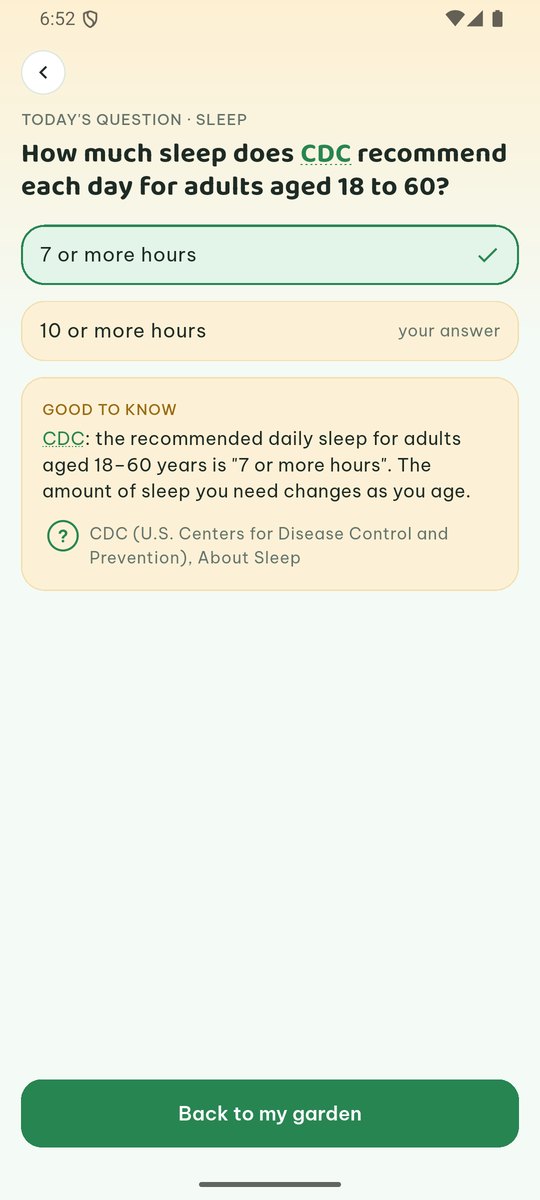 6:52
TODAY'S QUESTION · SLEEP
How much sleep does CDC recommend
each day for adults aged 18 to 60?
7 or more hours
10 or more hours your answer
GOOD TO KNOW
CDC: the recommended daily sleep for adults
aged 18–60 years is "7 or more hours". The
amount of sleep you need changes as you age.
? CDC (U.S. Centers for Disease Control and
Prevention), About Sleep
Back to my garden